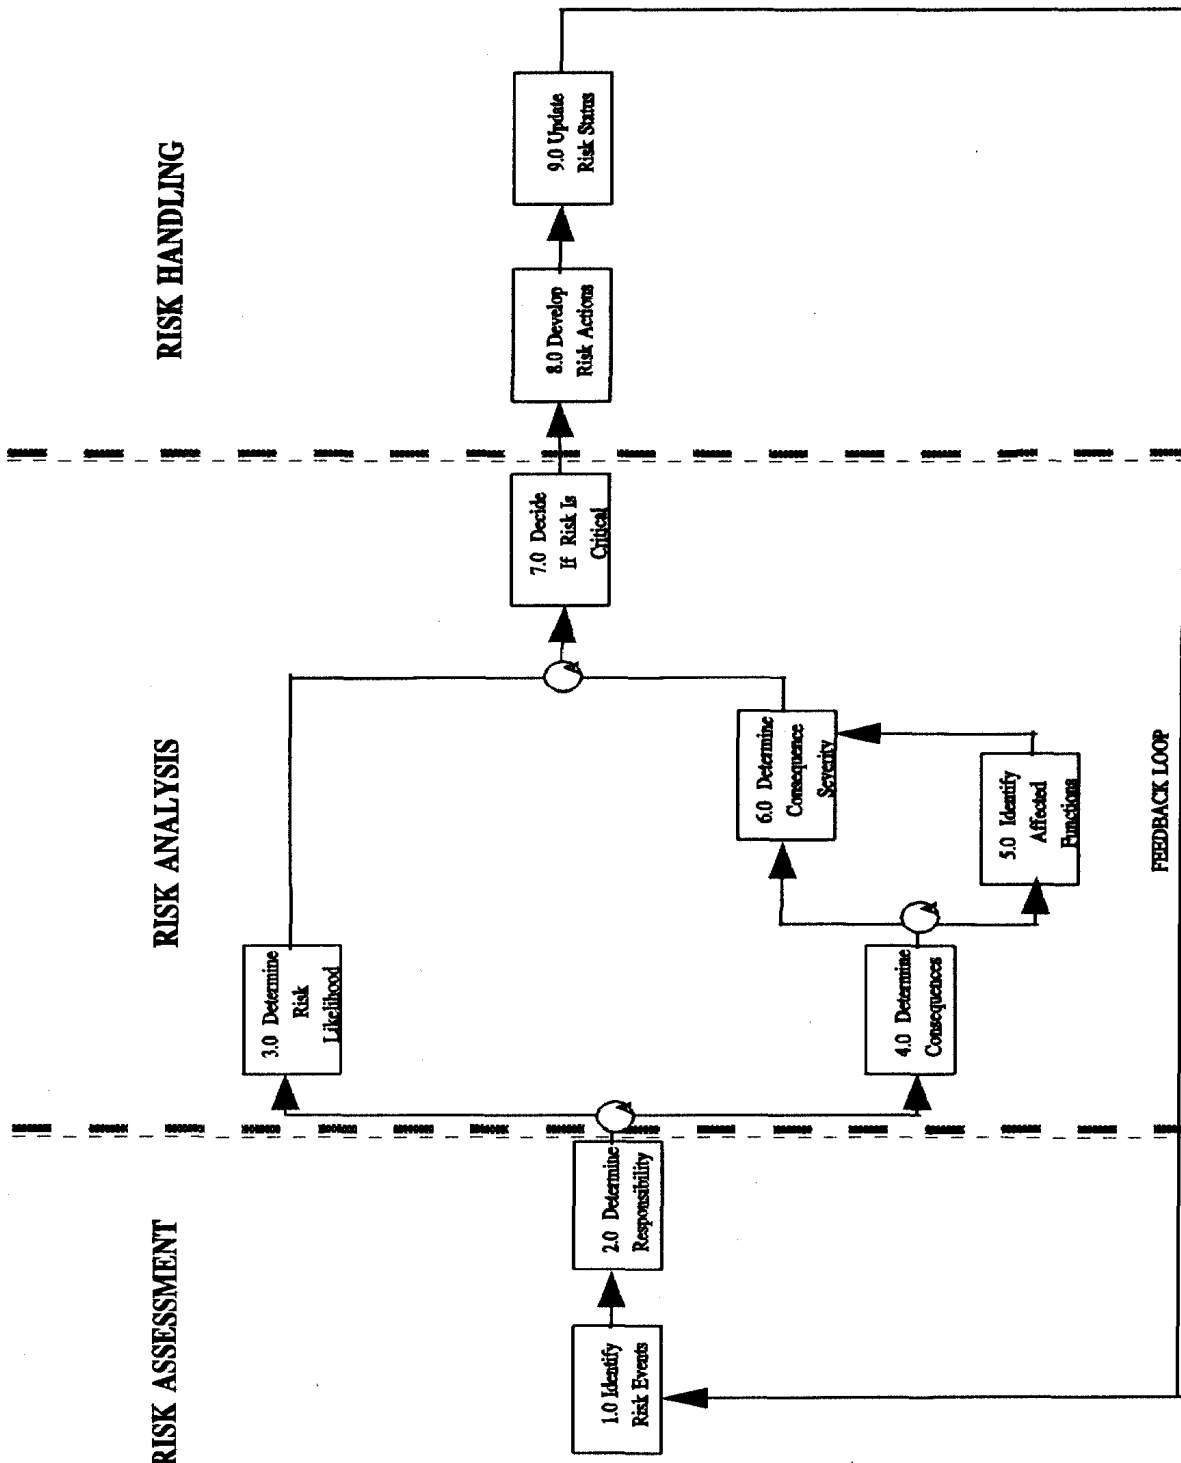 RISK ASSESSMENT
RISK ANALYSIS
RISK HANDLING
1.0 Identify
Risk Events
2.0 Determine
Responsibility
3.0 Determine
Risk
Likelihood
4.0 Determine
Consequences
5.0 Identify
Affected
Functions
6.0 Determine
Consequence
Severity
7.0 Decide
If Risk Is
Critical
8.0 Develop
Risk Actions
9.0 Update
Risk Status
FEEDBACK LOOP